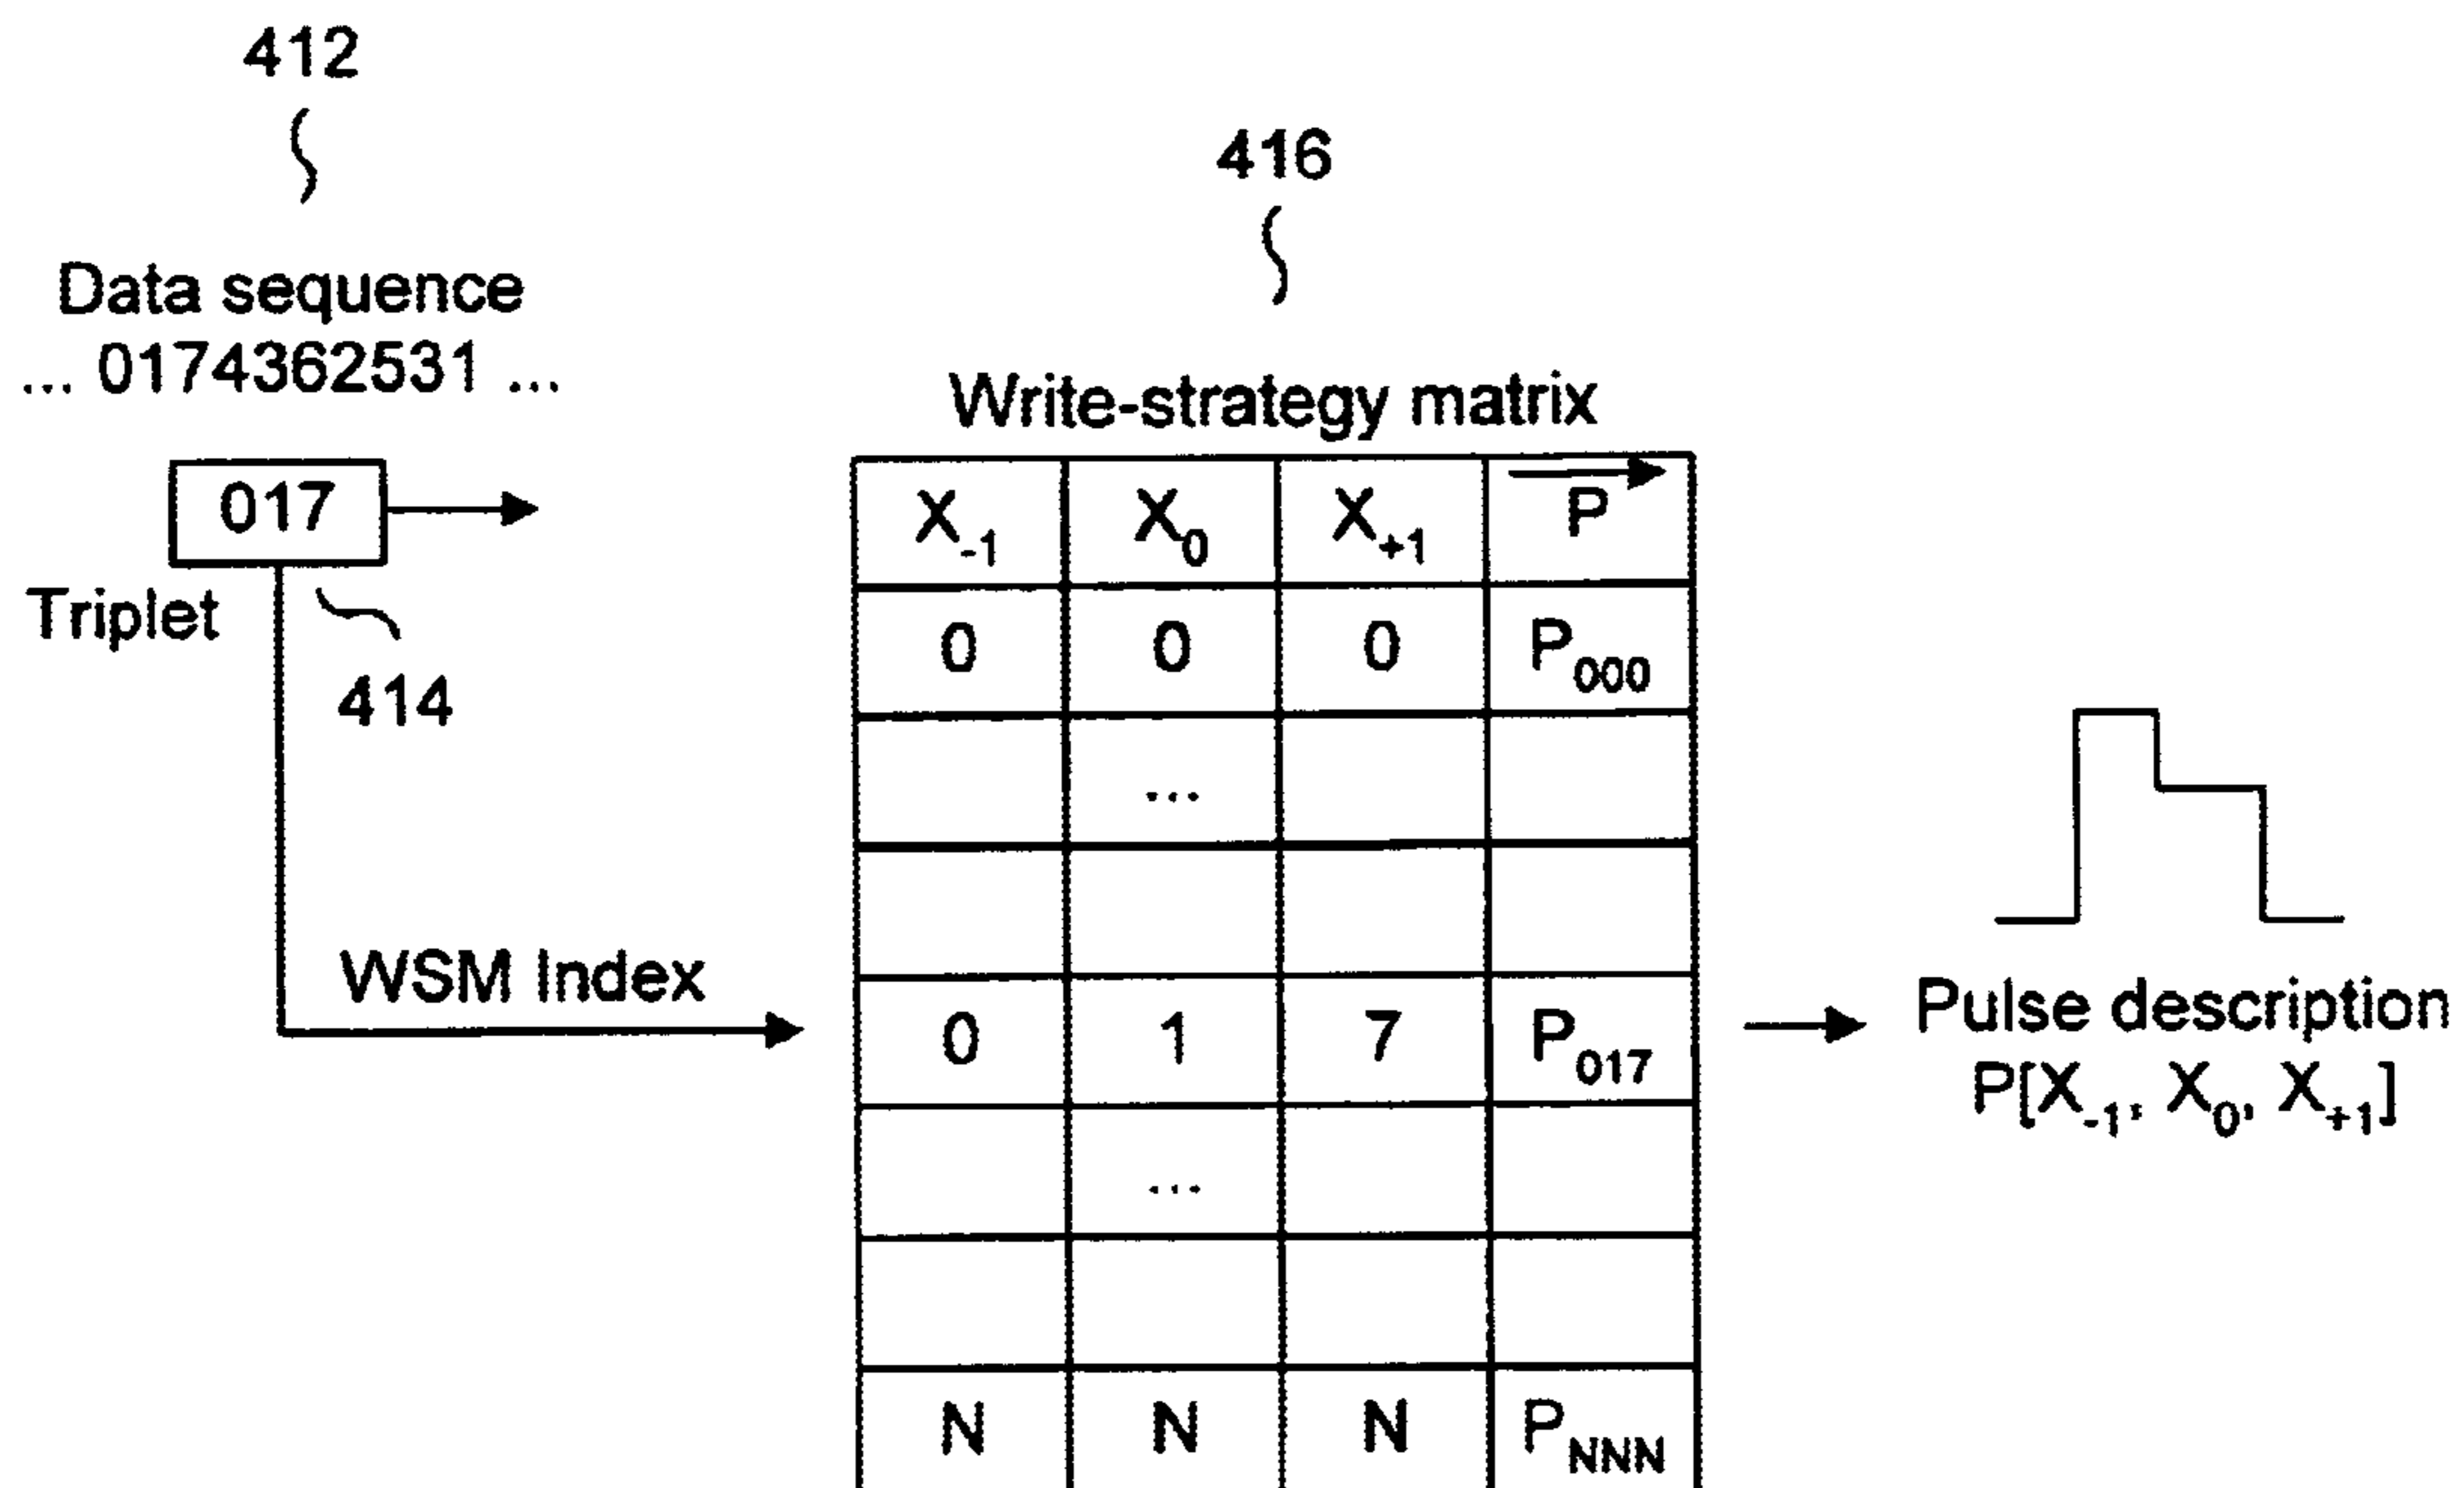 412
Data sequence
... 0174362531 ...
017
Triplet
414
WSM Index
416
Write-strategy matrix
X-1 X0 X+1 P
0 0 0 P000
...
0 1 7 P017
...
N N N PNNN
Pulse description
P[X-1, X0, X+1]